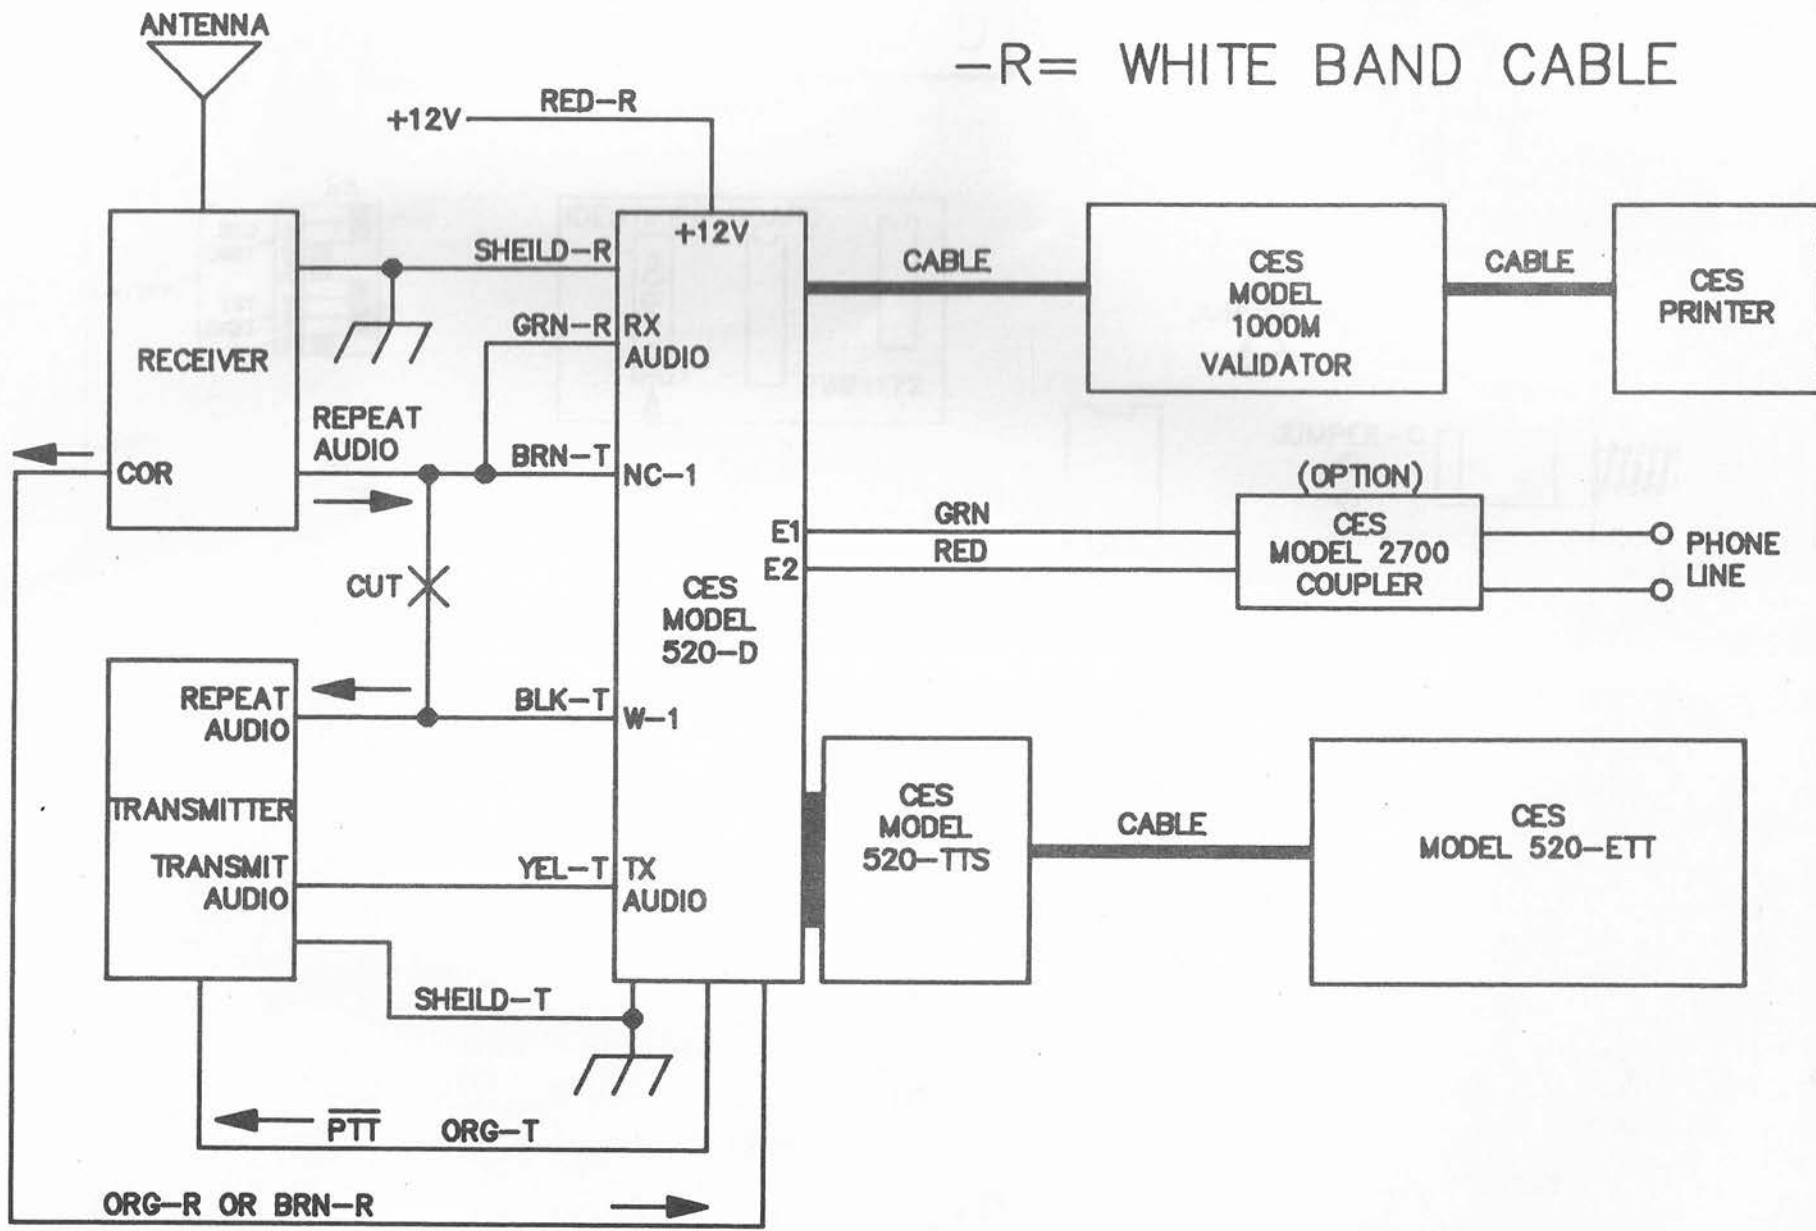 ANTENNA
-R= WHITE BAND CABLE
+12V
RED-R
+12V
SHEILD-R
GRN-R
RX
AUDIO
RECEIVER
REPEAT
AUDIO
COR
BRN-T
NC-1
CABLE
CES
MODEL
1000M
VALIDATOR
CABLE
CES
PRINTER
(OPTION)
CES
MODEL 2700
COUPLER
E1
GRN
E2
RED
PHONE
LINE
CUT
CES
MODEL
520-D
REPEAT
AUDIO
BLK-T
W-1
TRANSMITTER
TRANSMIT
AUDIO
YEL-T
TX
AUDIO
CES
MODEL
520-TTS
CABLE
CES
MODEL 520-ETT
SHEILD-T
PTT
ORG-T
ORG-R OR BRN-R